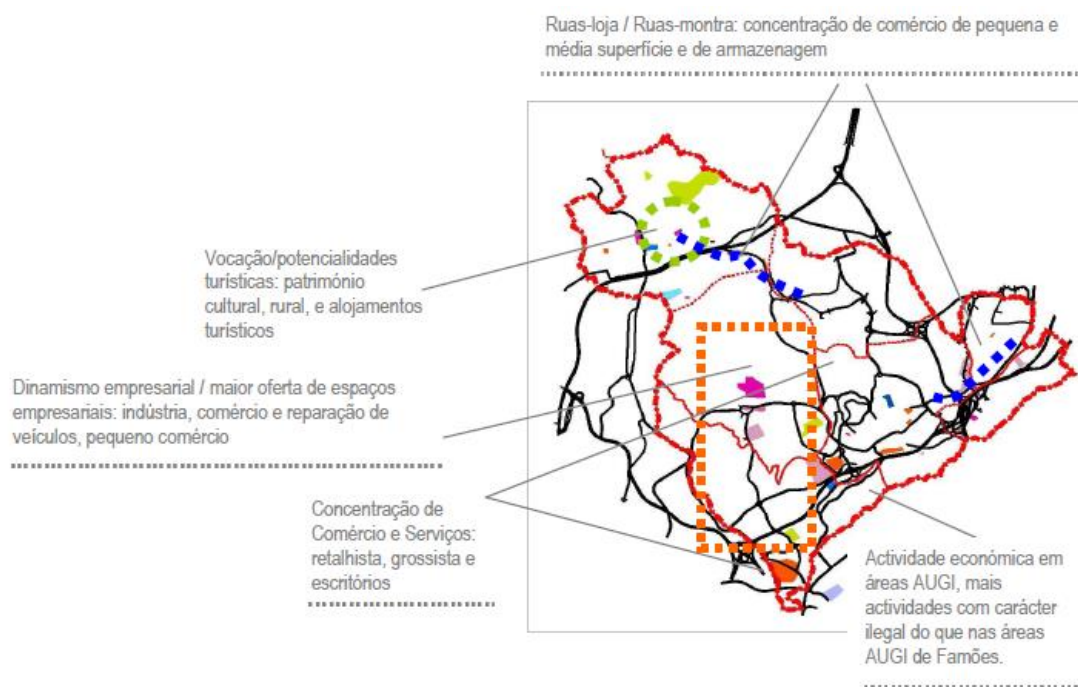 Ruas-loja / Ruas-montra: concentração de comércio de pequena e
média superfície e de armazenagem
Vocação/potencialidades
turísticas: património
cultural, rural, e alojamentos
turísticos
Dinamismo empresarial / maior oferta de espaços
empresariais: indústria, comércio e reparação de
veículos, pequeno comércio
Concentração de
Comércio e Serviços:
retalhista, grossista e
escritórios
Actividade económica em
áreas AUGI, mais
actividades com carácter
ilegal do que nas áreas
AUGI de Famões.